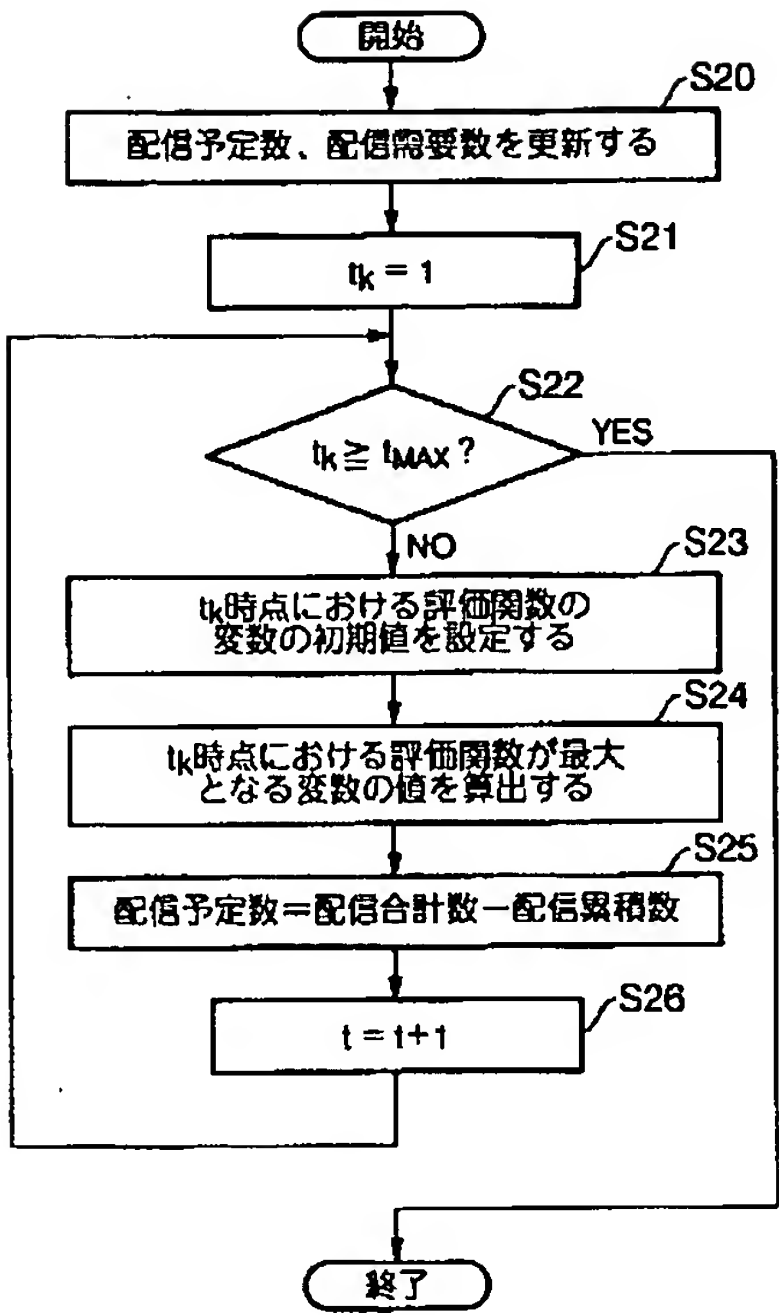 開始
S20
配信予定数、配信需要数を更新する
S21
tk = 1
S22
tk ≧ tMAX ?
YES
NO
S23
tk時点における評価関数の
変数の初期値を設定する
S24
tk時点における評価関数が最大
となる変数の値を算出する
S25
配信予定数＝配信合計数－配信累積数
S26
t = t+1
終了